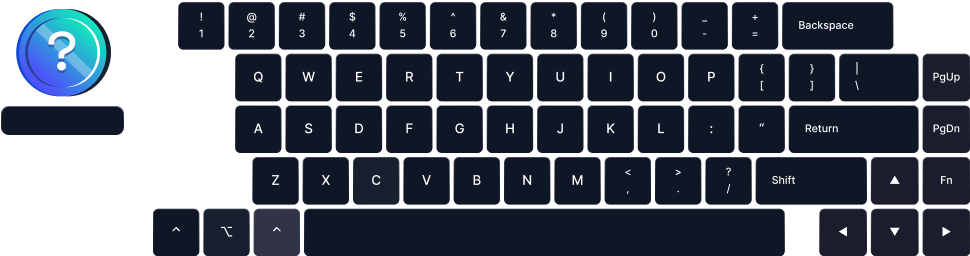 ?
! @ # $ % ^ & * ( ) _ +
1 2 3 4 5 6 7 8 9 0 - = Backspace
Q W E R T Y U I O P { [ } ] | \ PgUp
A S D F G H J K L : " Return PgDn
Z X C V B N M < , > . ? / Shift ▲ Fn
^ ⌥ ^ ◀ ▼ ▶